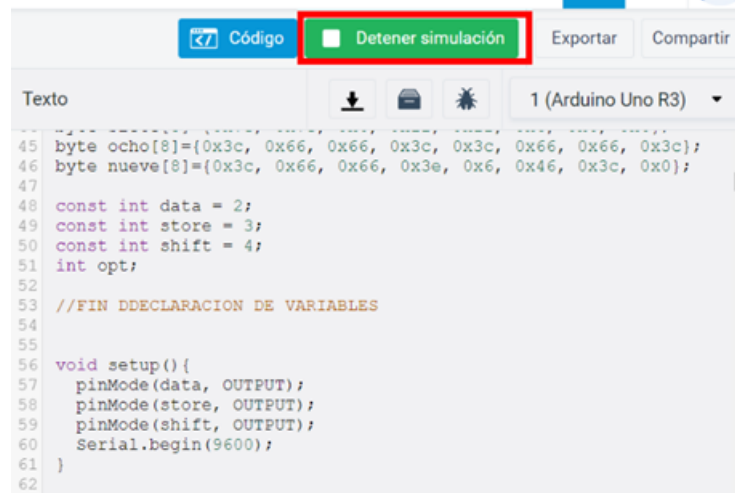 Código Detener simulación Exportar Compartir
Texto 1 (Arduino Uno R3)
45 byte ocho[8]={0x3c, 0x66, 0x66, 0x3c, 0x3c, 0x66, 0x66, 0x3c};
46 byte nueve[8]={0x3c, 0x66, 0x66, 0x3e, 0x6, 0x46, 0x3c, 0x0};
47
48 const int data = 2;
49 const int store = 3;
50 const int shift = 4;
51 int opt;
52
53 //FIN DDECLARACION DE VARIABLES
54
55
56 void setup(){
57 pinMode(data, OUTPUT);
58 pinMode(store, OUTPUT);
59 pinMode(shift, OUTPUT);
60 Serial.begin(9600);
61 }
62